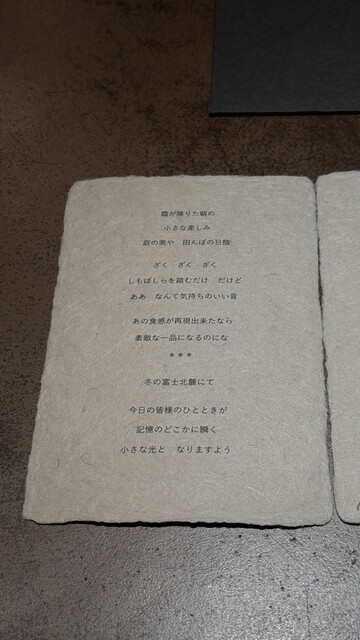 霜が降りた朝の
小さな楽しみ
庭の奥や　田んぼの日陰
ざく　ざく　ざく
しもばしらを踏むだけ　だけど
ああ　なんて気持ちのいい音
あの食感が再現出来たなら
素敵な一品になるのにな
＊＊＊
冬の富士北麓にて
今日の皆様のひとときが
記憶のどこかに瞬く
小さな光と　なりますよう